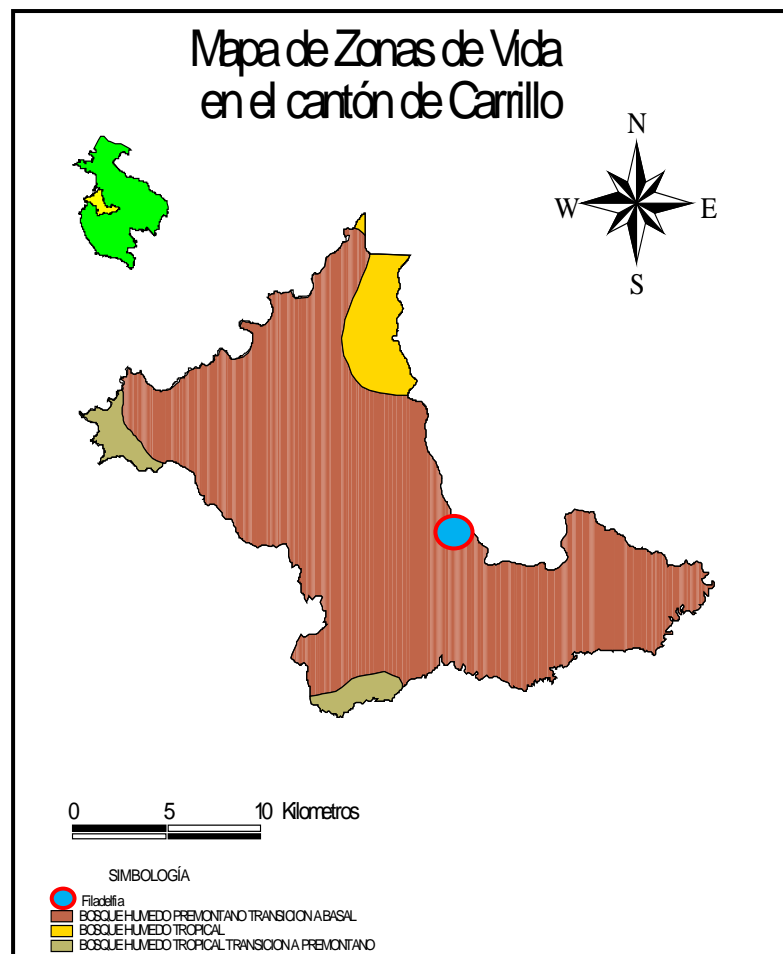 Mapa de Zonas de Vida
en el cantón de Carrillo
N
W E
S
0 5 10 Kilometros
SIMBOLOGÍA
Filadelfia
BOSQUE HUMEDO PREMONTANO TRANSICION A BASAL
BOSQUE HUMEDO TROPICAL
BOSQUE HUMEDO TROPICAL TRANSICION A PREMONTANO